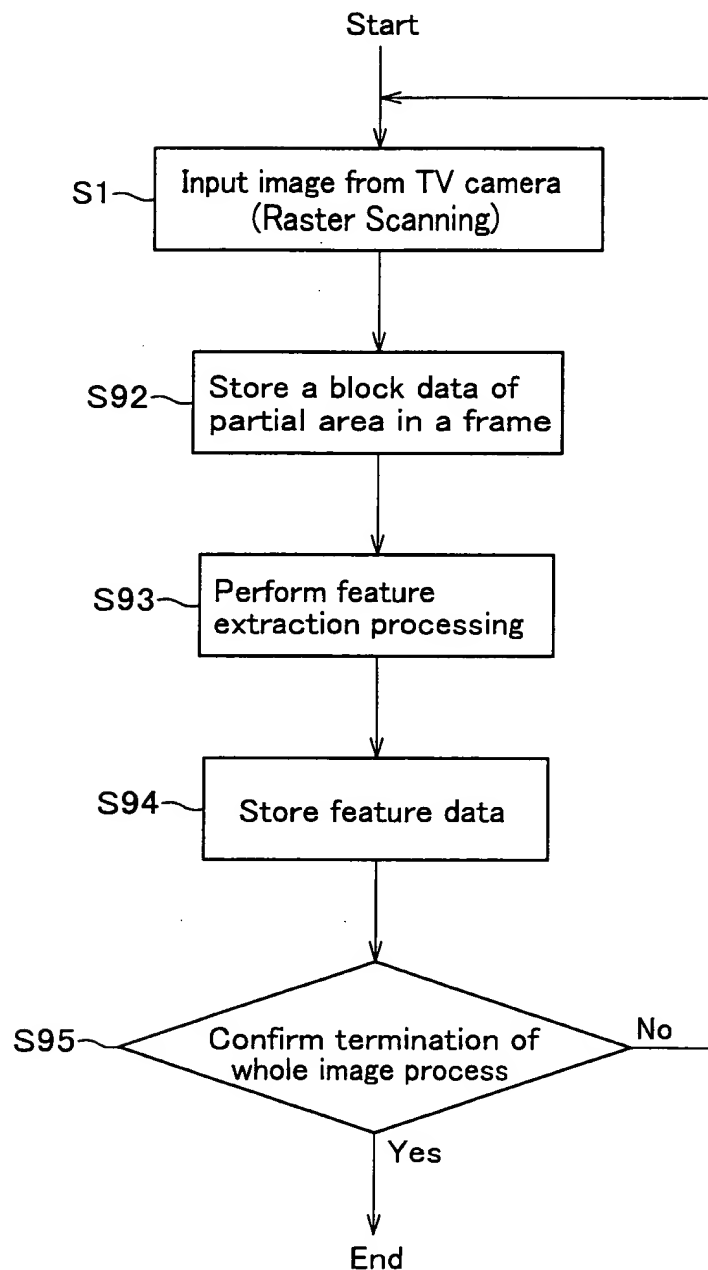 Start
S1
Input image from TV camera
(Raster Scanning)
S92
Store a block data of
partial area in a frame
S93
Perform feature
extraction processing
S94
Store feature data
S95
Confirm termination of
whole image process
No
Yes
End